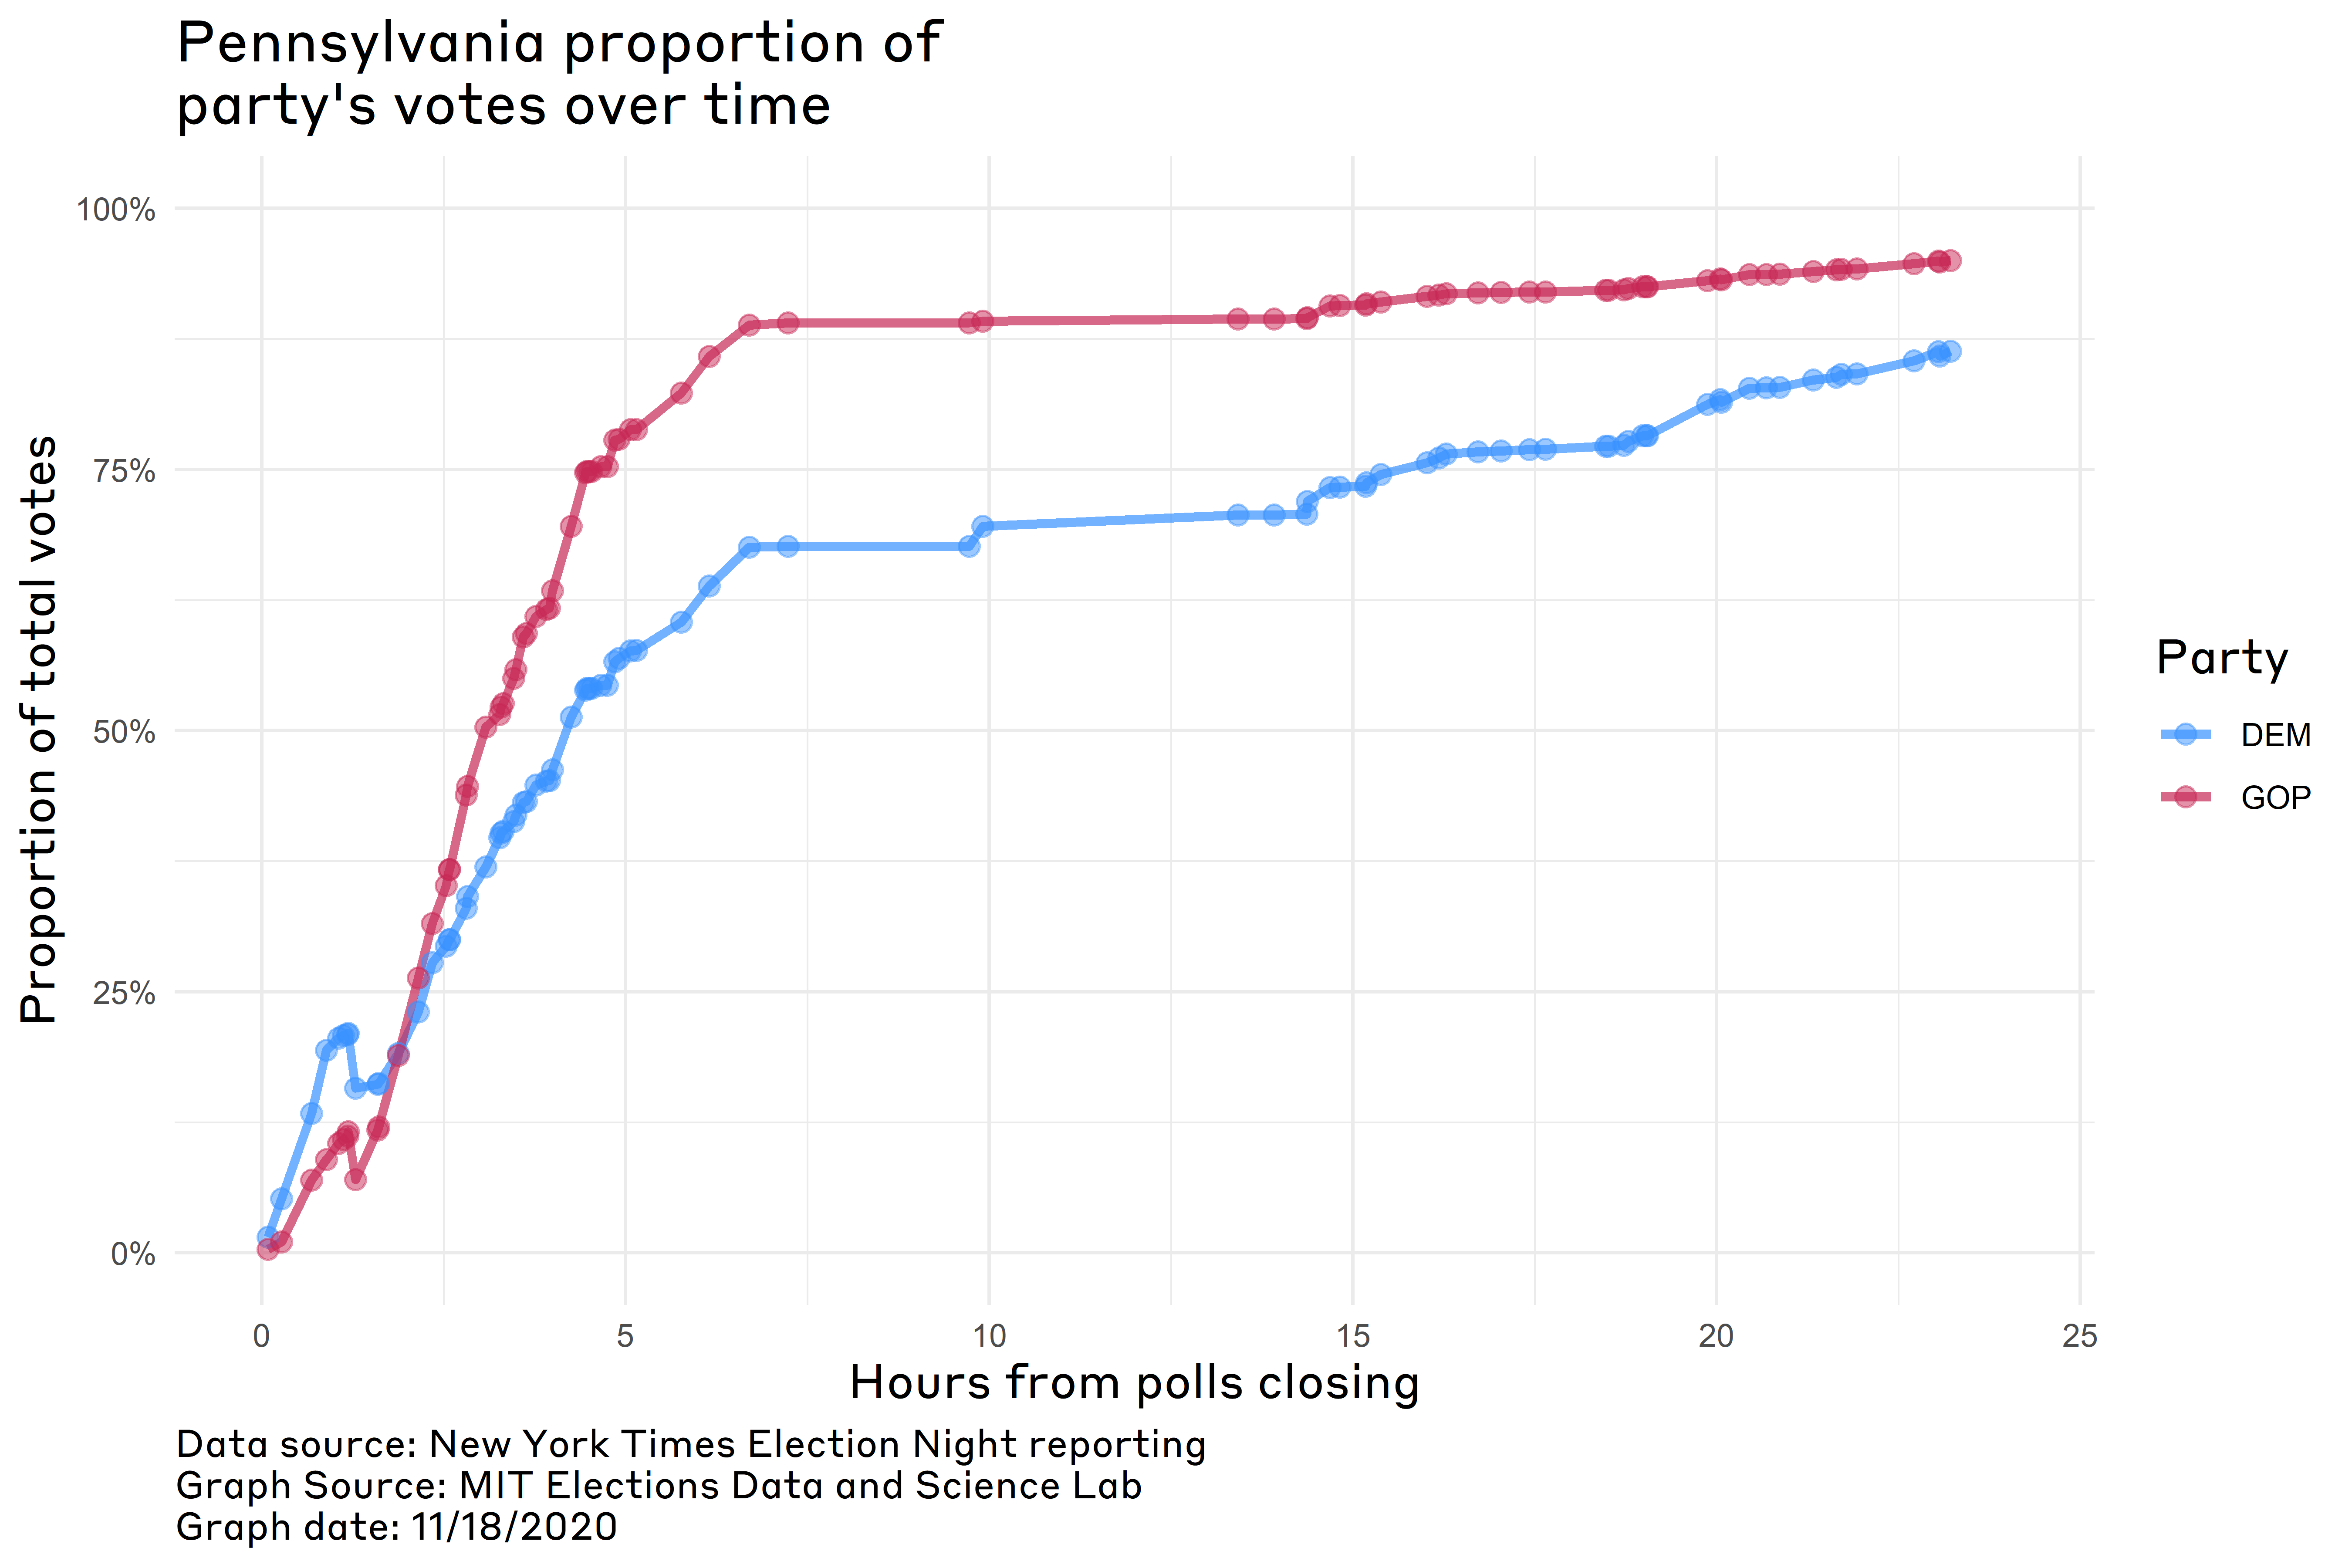 Pennsylvania proportion of
party's votes over time
Proportion of total votes
100%
75%
50%
25%
0%
0 5 10 15 20 25
Hours from polls closing
Party
DEM
GOP
Data source: New York Times Election Night reporting
Graph Source: MIT Elections Data and Science Lab
Graph date: 11/18/2020